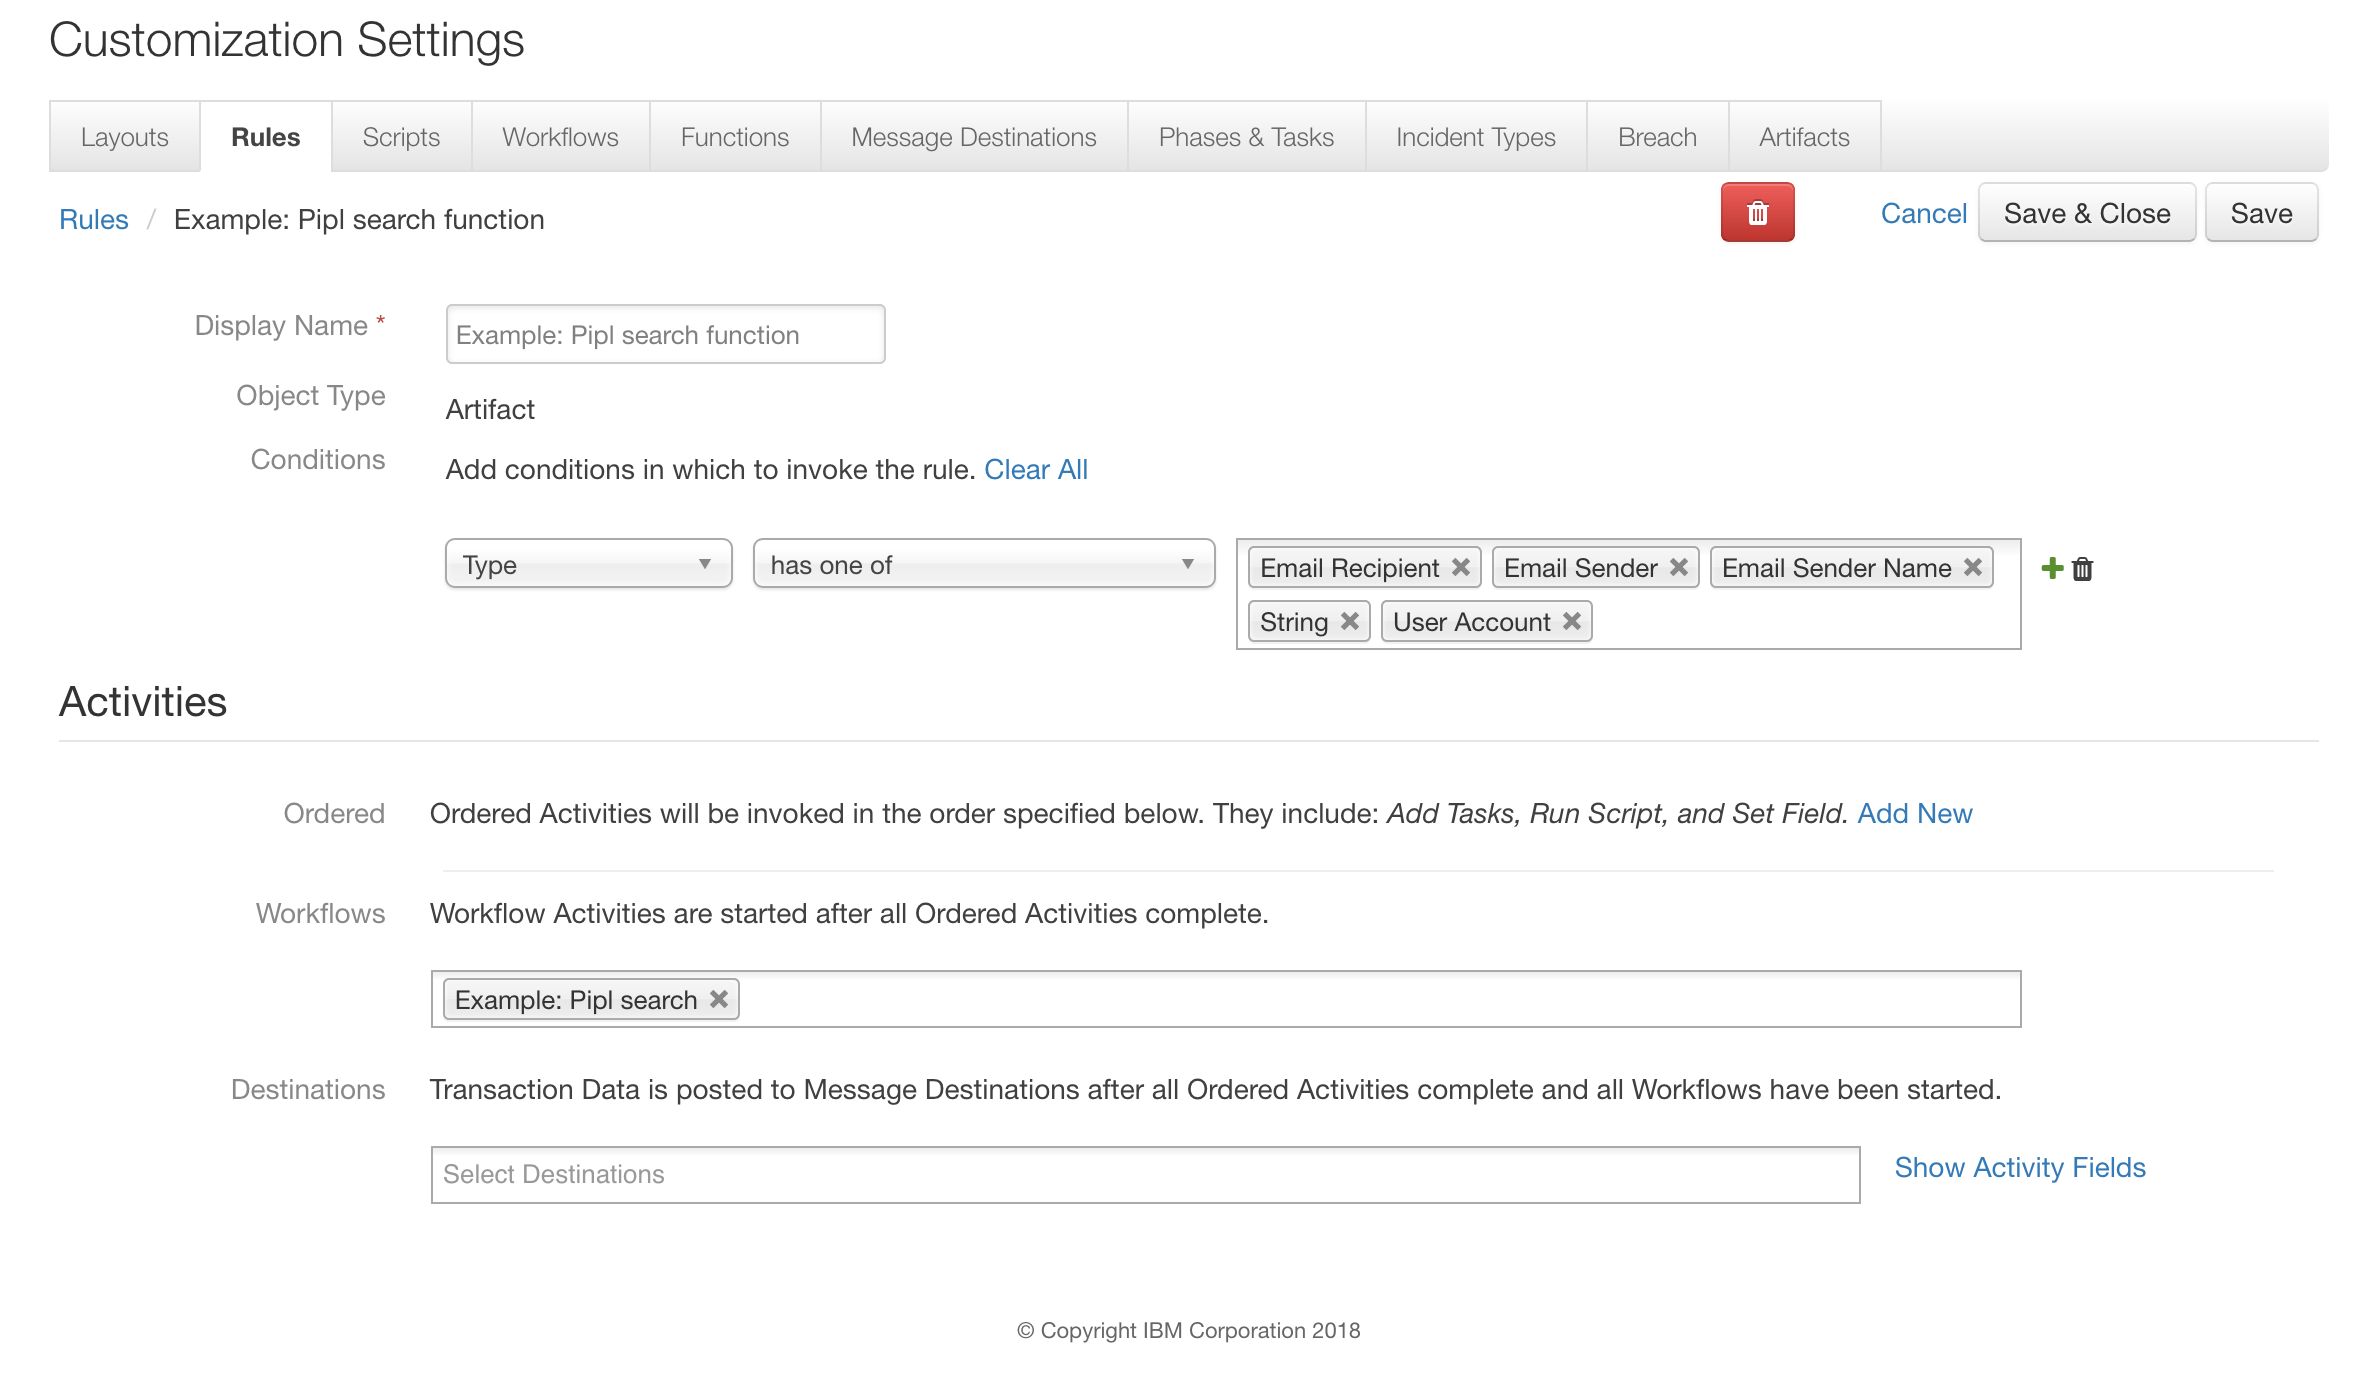 Customization Settings
Layouts Rules Scripts Workflows Functions Message Destinations Phases & Tasks Incident Types Breach Artifacts
Rules / Example: Pipl search function Cancel Save & Close Save
Display Name * Example: Pipl search function
Object Type Artifact
Conditions Add conditions in which to invoke the rule. Clear All
Type has one of Email Recipient Email Sender Email Sender Name
String User Account
Activities
Ordered Ordered Activities will be invoked in the order specified below. They include: Add Tasks, Run Script, and Set Field. Add New
Workflows Workflow Activities are started after all Ordered Activities complete.
Example: Pipl search
Destinations Transaction Data is posted to Message Destinations after all Ordered Activities complete and all Workflows have been started.
Select Destinations Show Activity Fields
© Copyright IBM Corporation 2018